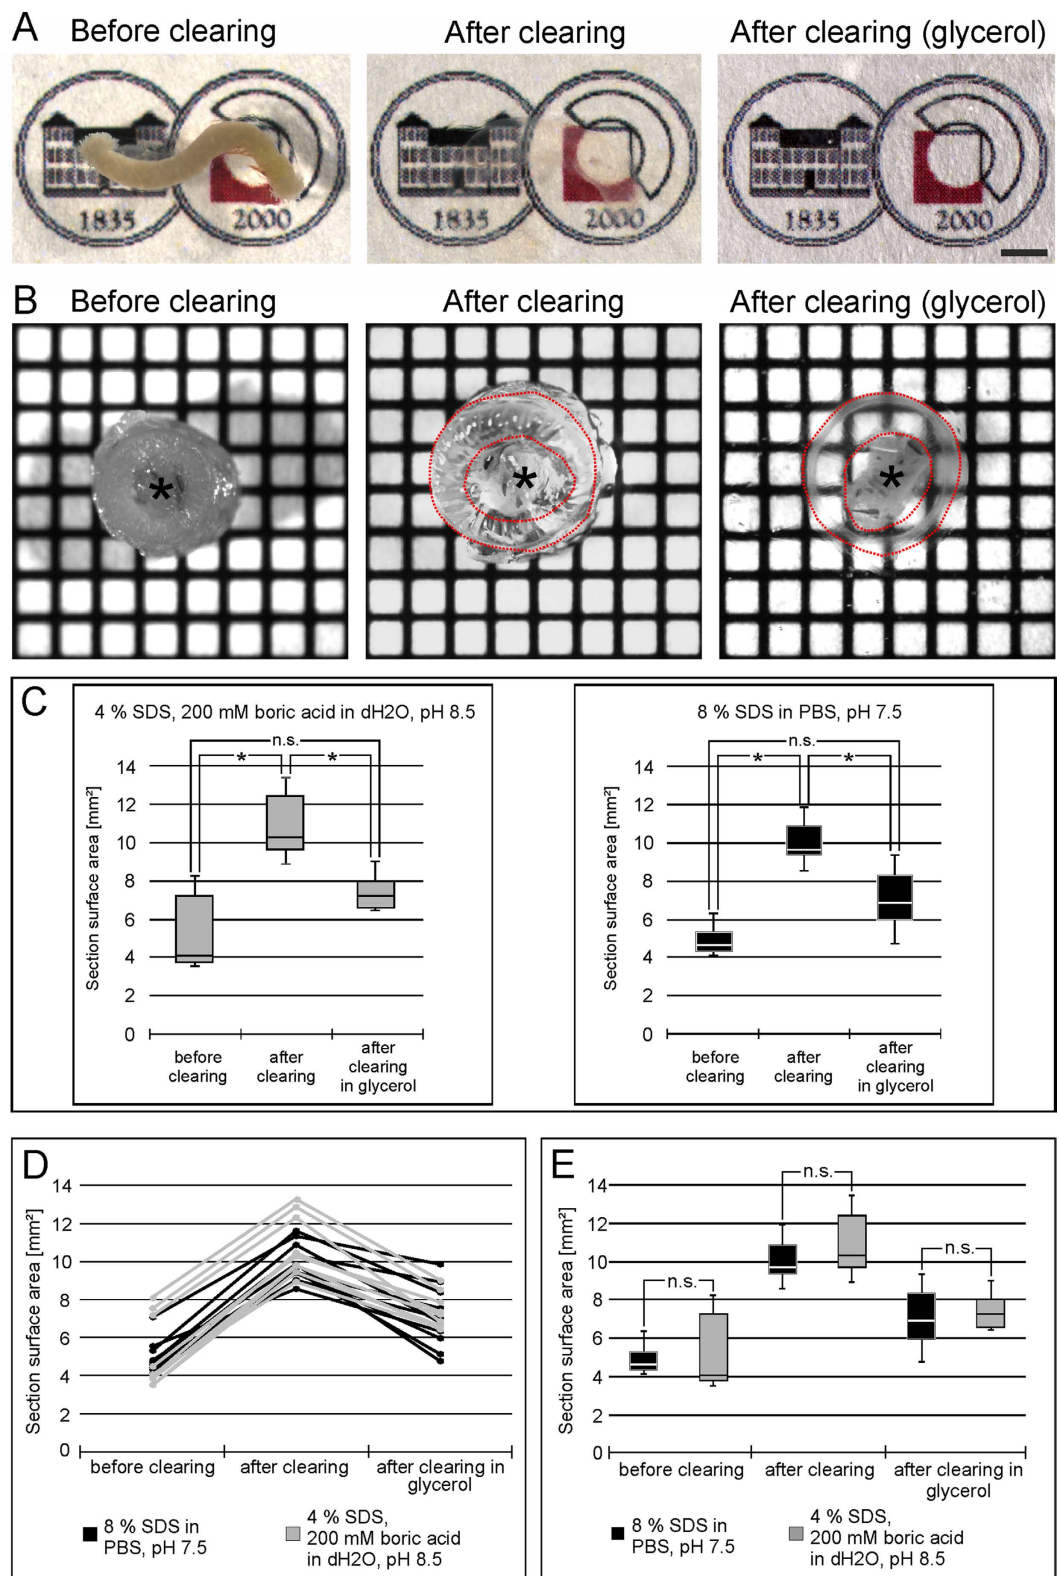 A
Before clearing
After clearing
After clearing (glycerol)
1835
2000
1835
2000
1835
2000
B
Before clearing
After clearing
After clearing (glycerol)
*
*
*
C
4 % SDS, 200 mM boric acid in dH2O, pH 8.5
n.s.
*
*
Section surface area [mm²]
14
12
10
8
6
4
2
0
before
clearing
after
clearing
after
clearing
in glycerol
8 % SDS in PBS, pH 7.5
n.s.
*
*
Section surface area [mm²]
14
12
10
8
6
4
2
0
before
clearing
after
clearing
after
clearing
in glycerol
D
Section surface area [mm²]
14
12
10
8
6
4
2
0
before clearing
after clearing
after clearing in
glycerol
8 % SDS in
PBS, pH 7.5
4 % SDS,
200 mM boric acid
in dH2O, pH 8.5
E
Section surface area [mm²]
14
12
10
8
6
4
2
0
n.s.
n.s.
n.s.
before clearing
after clearing
after clearing in
glycerol
8 % SDS in
PBS, pH 7.5
4 % SDS,
200 mM boric acid
in dH2O, pH 8.5